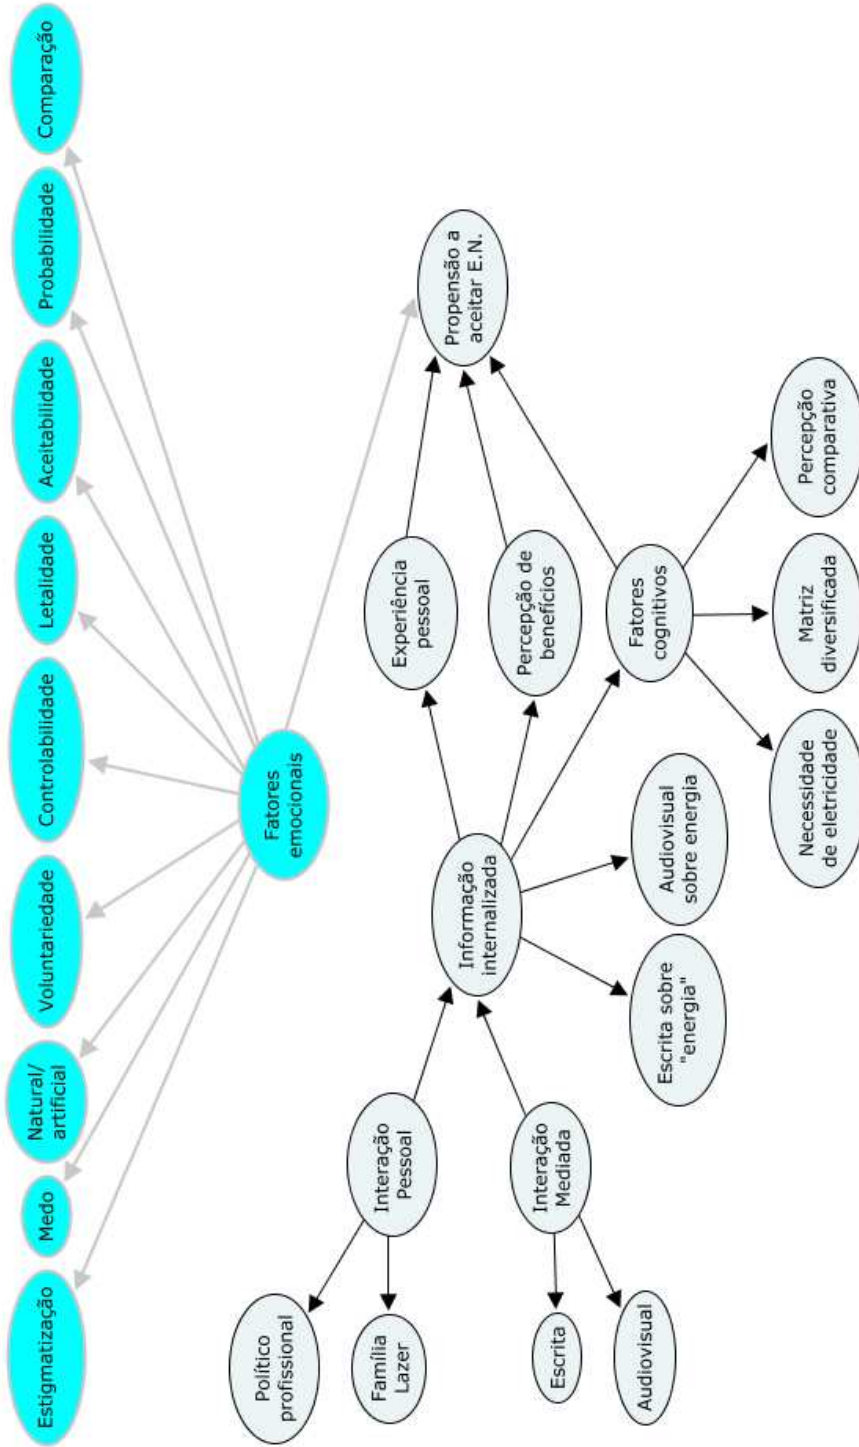 Estigmatização
Medo
Natural/
artificial
Voluntariedade
Controlabilidade
Letalidade
Aceitabilidade
Probabilidade
Comparação
Fatores
emocionais
Político
profissional
Família
Lazer
Interação
Pessoal
Experiência
pessoal
Propensão a
aceitar E.N.
Informação
internalizada
Percepção de
benefícios
Escrita
Audiovisual
Interação
Mediada
Fatores
cognitivos
Escrita sobre
"energia"
Audiovisual
sobre energia
Necessidade
de eletricidade
Matriz
diversificada
Percepção
comparativa